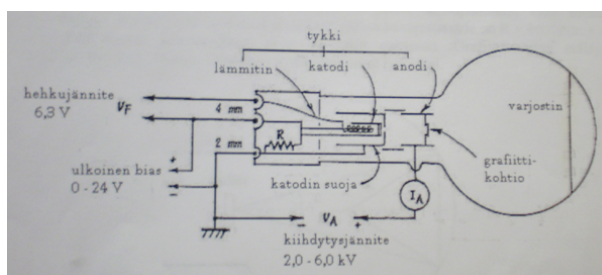 tykki
lämmitin
katodi
anodi
hehkujännite
6,3 V
V_F
4 mm
varjostin
R
2 mm
ulkoinen bias
+
0 - 24 V
−
katodin suoja
grafiitti-
kohtio
I_A
− V_A +
kiihdytysjännite
2,0 - 6,0 kV